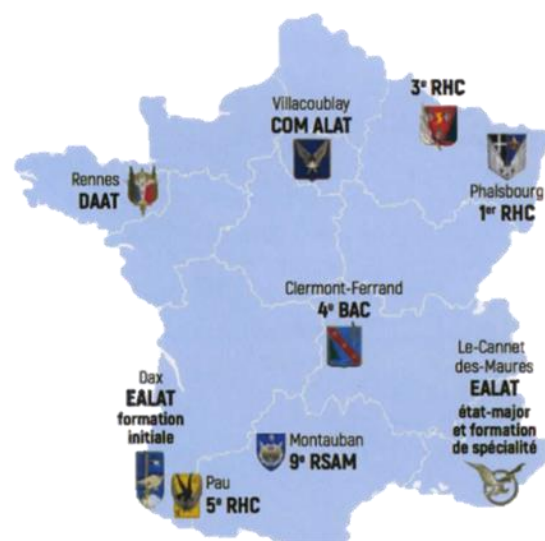 3e RHC
Villacoublay
COM ALAT
Rennes
DAAT
Phalsbourg
1er RHC
Clermont-Ferrand
4e BAC
Le-Cannet
des-Maures
EALAT
état-major
et formation
de spécialité
Dax
EALAT
formation
initiale
Montauban
9e RSAM
Pau
5e RHC